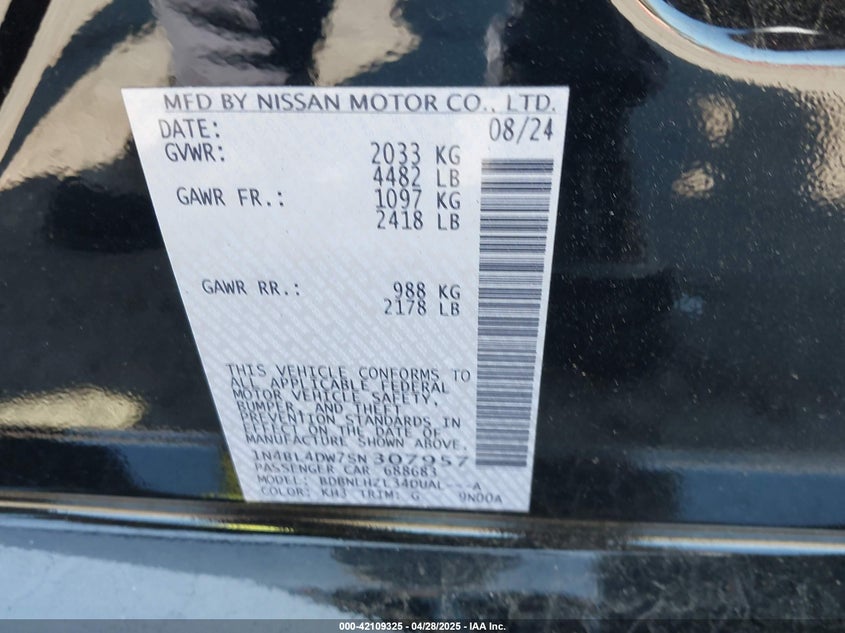 MFD BY NISSAN MOTOR CO., LTD.
DATE: 08/24
GVWR: 2033 KG
4482 LB
GAWR FR.: 1097 KG
2418 LB
GAWR RR.: 988 KG
2178 LB
THIS VEHICLE CONFORMS TO
ALL APPLICABLE FEDERAL
MOTOR VEHICLE SAFETY,
BUMPER, AND THEFT
PREVENTION STANDARDS IN
EFFECT ON THE DATE OF
MANUFACTURE SHOWN ABOVE.
1N4BL4DW7SN307957
PASSENGER CAR 688683
MODEL: BDBNLHZL34DUAL---A
COLOR: KH3 TRIM: G 9N00A
000-42109325 - 04/28/2025 - IAA Inc.